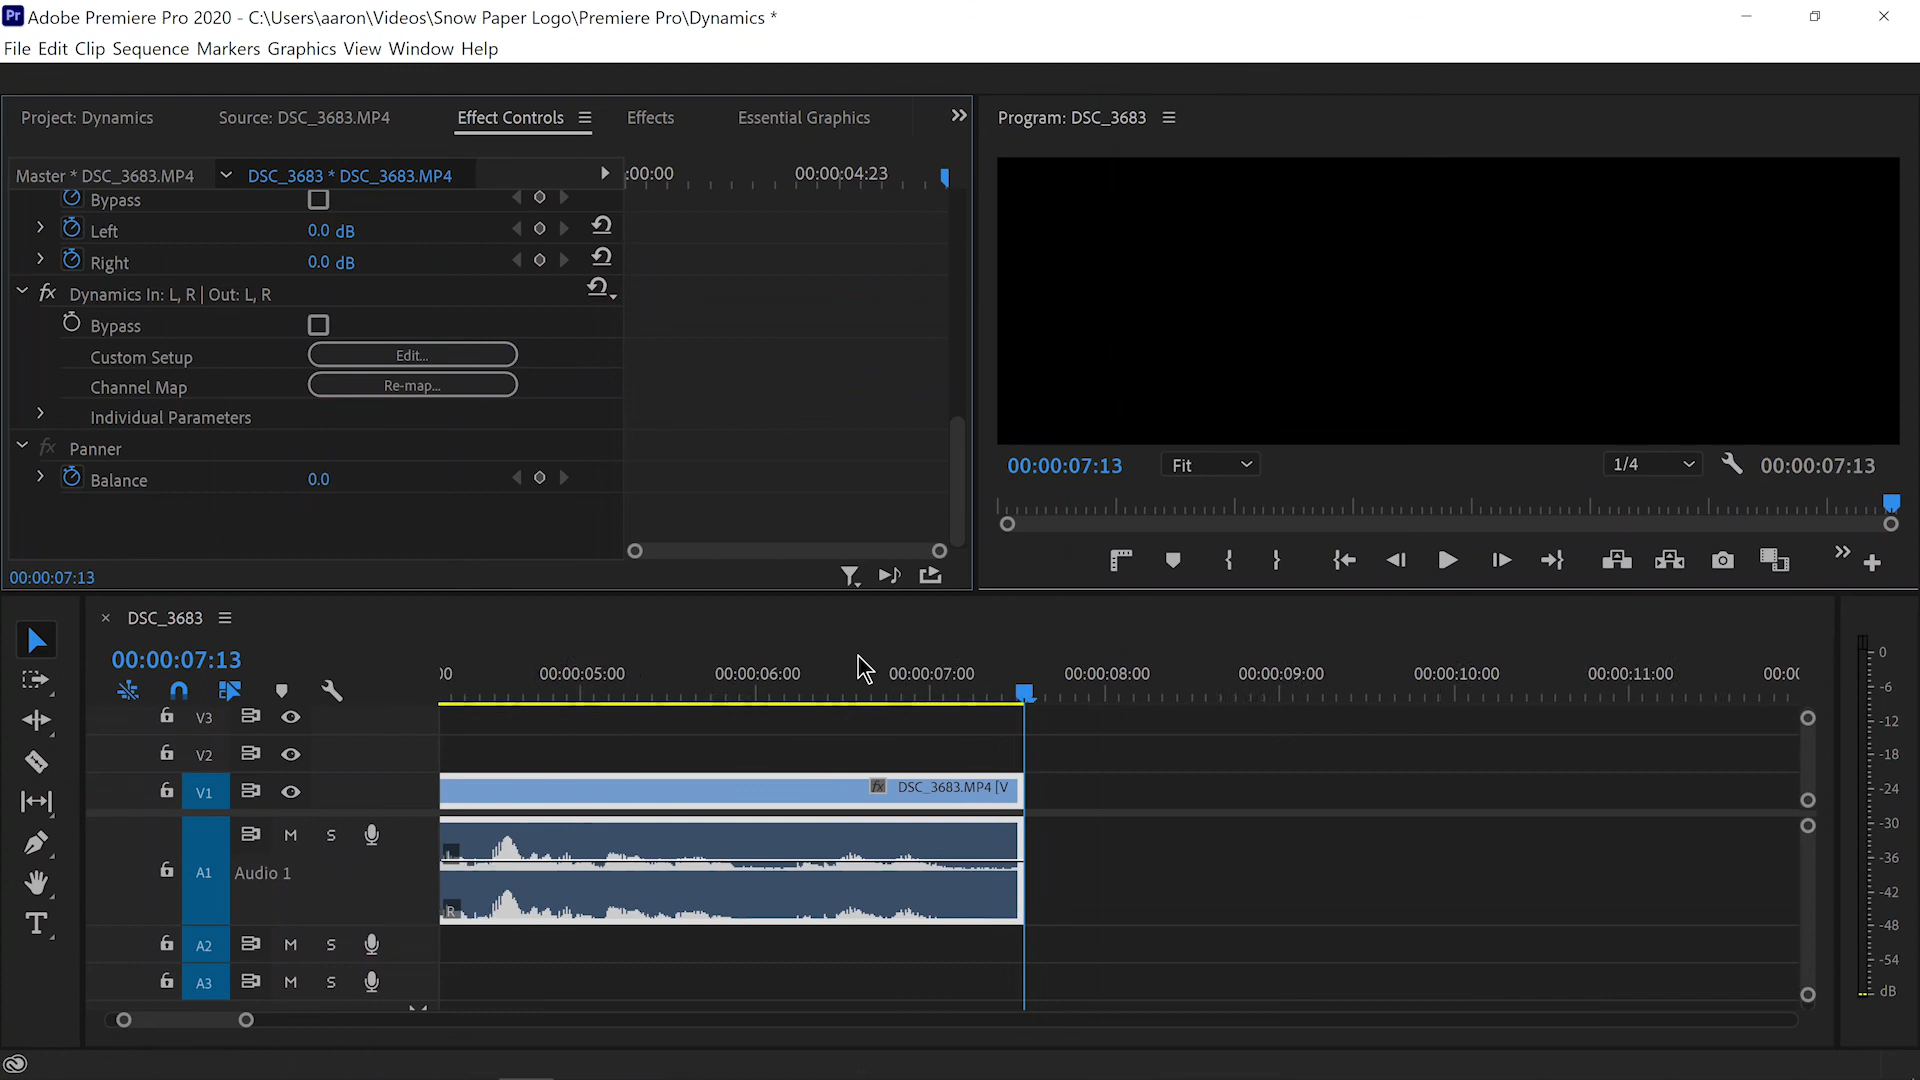 Adobe Premiere Pro 2020 - C:\Users\aaron\Videos\Snow Paper Logo\Premiere Pro\Dynamics *
File Edit Clip Sequence Markers Graphics View Window Help
Project: Dynamics
Source: DSC_3683.MP4
Effect Controls
Effects
Essential Graphics
Program: DSC_3683
Master * DSC_3683.MP4
DSC_3683 * DSC_3683.MP4
:00:00
00:00:04:23
Bypass
Left
0.0 dB
Right
0.0 dB
fx Dynamics In: L, R | Out: L, R
Bypass
Custom Setup
Edit...
Channel Map
Re-map...
Individual Parameters
fx Panner
Balance
0.0
00:00:07:13
00:00:07:13
Fit
1/4
00:00:07:13
DSC_3683
00:00:07:13
00
00:00:05:00
00:00:06:00
00:00:07:00
00:00:08:00
00:00:09:00
00:00:10:00
00:00:11:00
00:00
V3
V2
V1
fx DSC_3683.MP4 [V
M S
A1 Audio 1
L
R
A2 M S
A3 M S
0
-6
-12
-18
-24
-30
-36
-42
-48
-54
dB